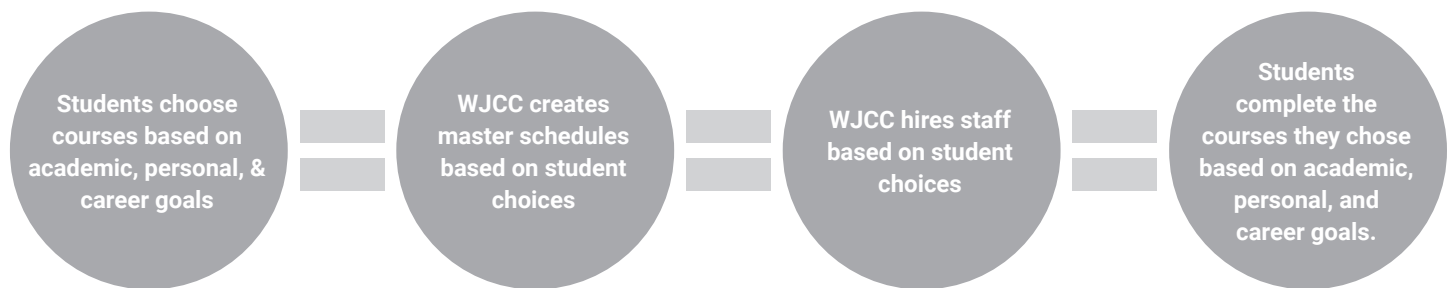 Students choose
courses based on
academic, personal, &
career goals
WJCC creates
master schedules
based on student
choices
WJCC hires staff
based on student
choices
Students
complete the
courses they chose
based on academic,
personal, and
career goals.